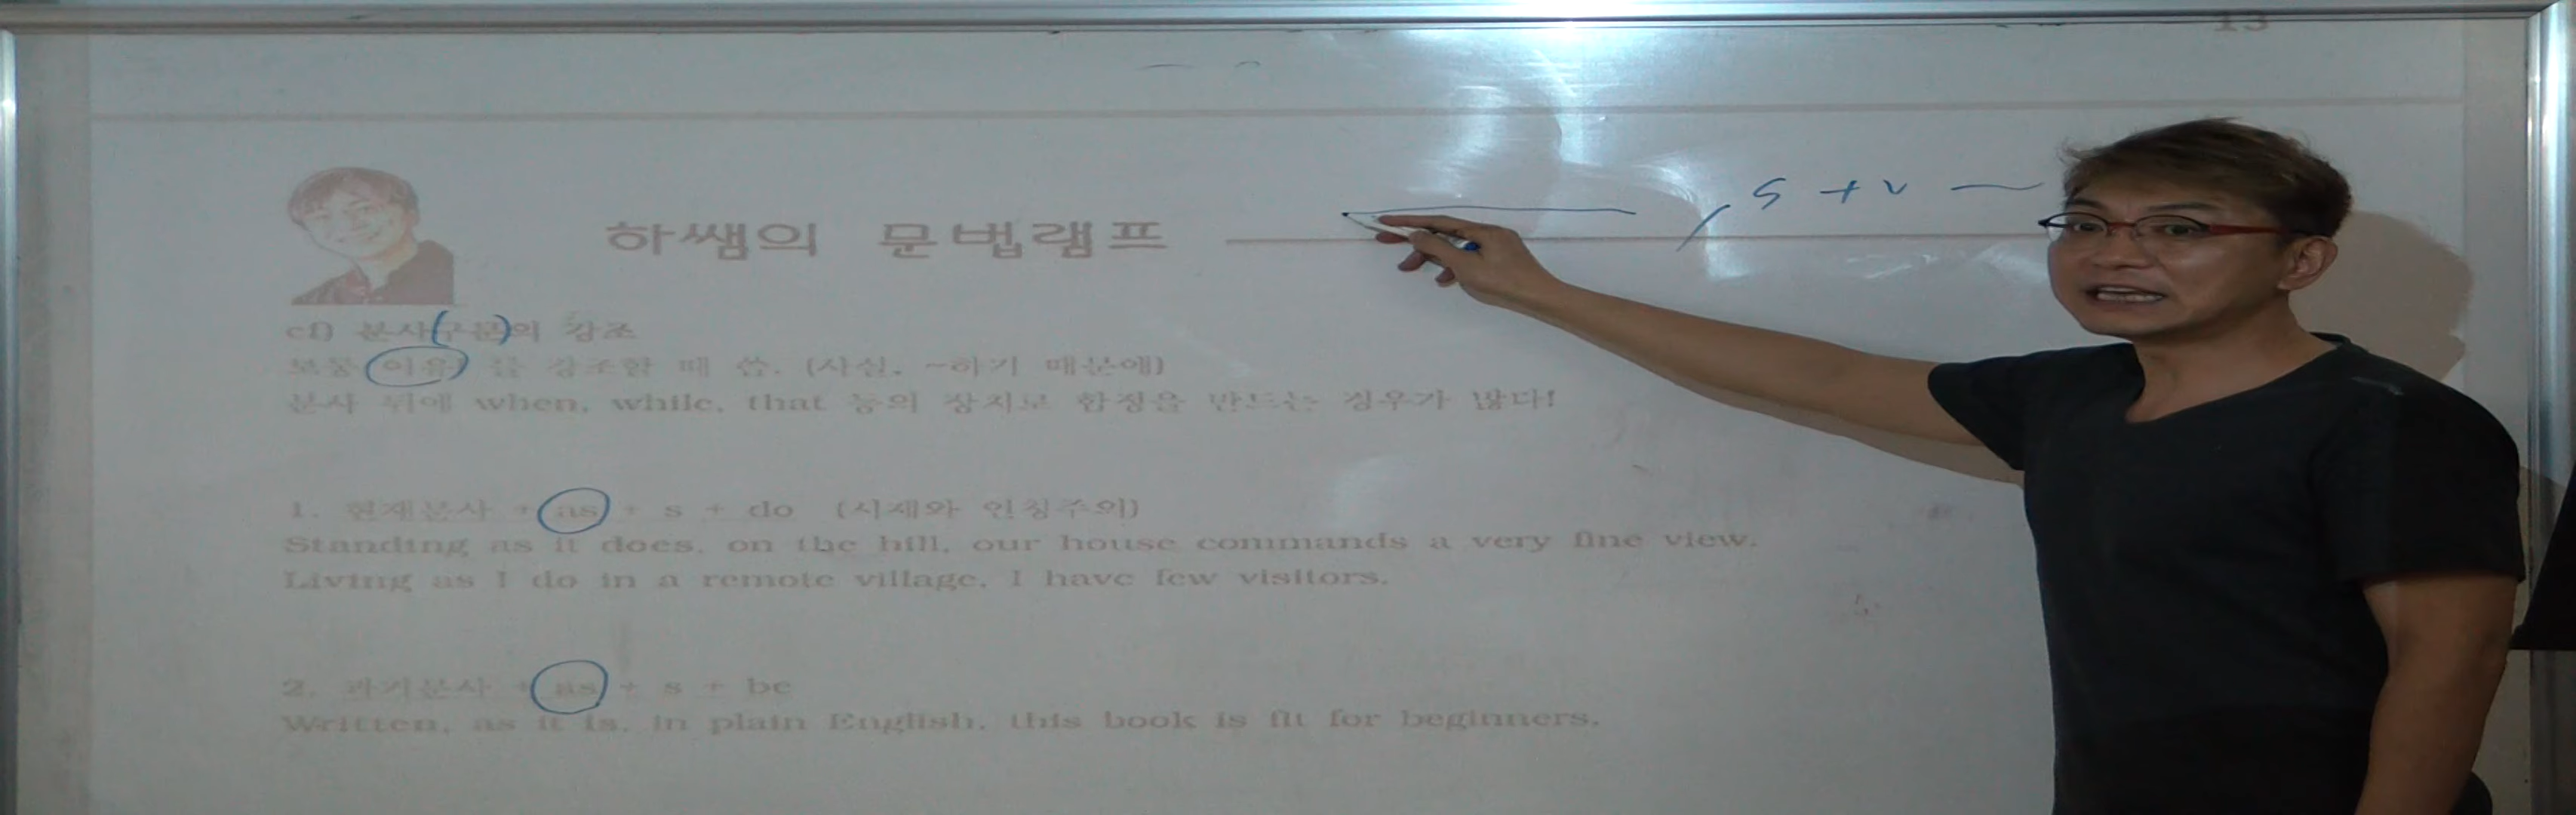 13
, s + v
하쌤의 문법램프
cf) 분사(구문)의 강조
보통 (이유) 를 강조할 때 씀. (사실, ~하기 때문에)
분사 뒤에 when, while, that 등의 장치로 함정을 만드는 경우가 많다!
1. 현재분사 + as + s + do (시제와 인칭주의)
Standing as it does, on the hill, our house commands a very fine view.
Living as I do in a remote village, I have few visitors.
2. 과거분사 + as + s + be
Written, as it is, in plain English, this book is fit for beginners.